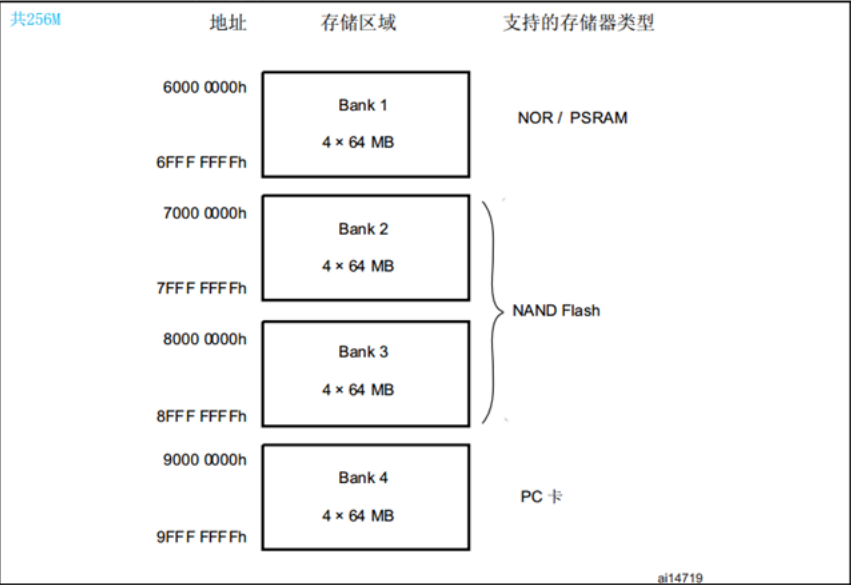 共256M
地址 存储区域 支持的存储器类型
6000 0000h
Bank 1
NOR / PSRAM
4 × 64 MB
6FFF FFFFh
7000 0000h
Bank 2
4 × 64 MB
7FFF FFFFh
NAND Flash
8000 0000h
Bank 3
4 × 64 MB
8FFF FFFFh
9000 0000h
Bank 4
PC 卡
4 × 64 MB
9FFF FFFFh
ai14719